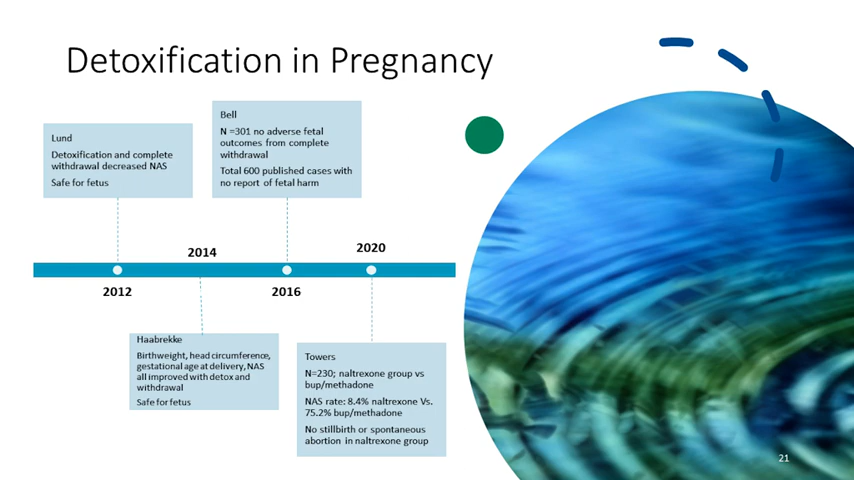 Detoxification in Pregnancy
Lund
Detoxification and complete
withdrawal decreased NAS
Safe for fetus
Bell
N =301 no adverse fetal
outcomes from complete
withdrawal
Total 600 published cases with
no report of fetal harm
2014
2020
2012
2016
Haabrekke
Birthweight, head circumference,
gestational age at delivery, NAS
all improved with detox and
withdrawal
Safe for fetus
Towers
N=230; naltrexone group vs
bup/methadone
NAS rate: 8.4% naltrexone Vs.
75.2% bup/methadone
No stillbirth or spontaneous
abortion in naltrexone group
21